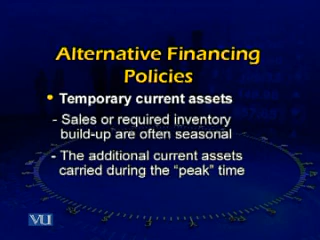 Alternative Financing
Policies
• Temporary current assets
- Sales or required inventory
build-up are often seasonal
- The additional current assets
carried during the “peak” time
VU